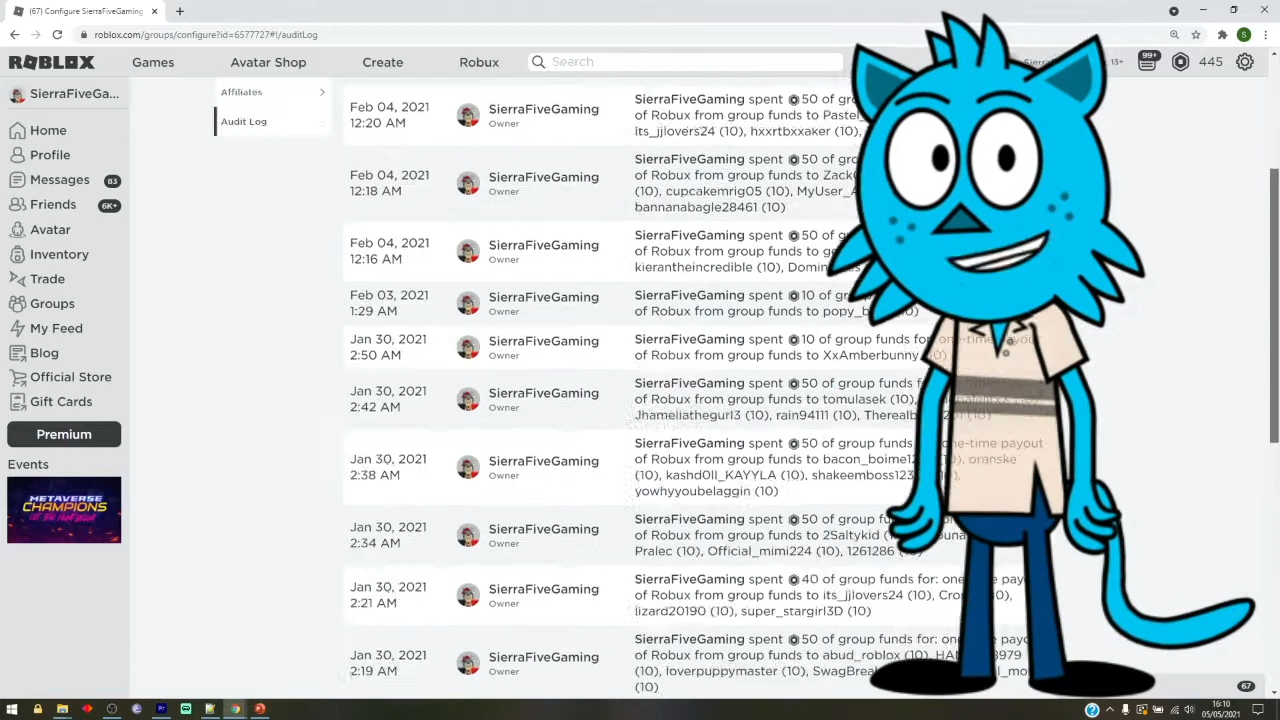 (67) Configure SierraFiveGaming
roblox.com/groups/configure?id=6577727#!/auditLog
S
ROBLOX Games Avatar Shop Create Robux Search 13+ 99+ 445
SierraFiveGa...
Home
Profile
Messages 83
Friends 6K+
Avatar
Inventory
Trade
Groups
My Feed
Blog
Official Store
Gift Cards
Premium
Events
METAVERSE
CHAMPIONS
Affiliates
Audit Log
Feb 04, 2021
12:20 AM
SierraFiveGaming
Owner
SierraFiveGaming spent 50 of
of Robux from group funds to
its_jjlovers24 (10), hxxrtbxxaker (10),
Feb 04, 2021
12:18 AM
SierraFiveGaming
Owner
SierraFiveGaming spent 50 of
of Robux from group funds to
(10), cupcakemrig05 (10),
bannanabagle28461 (10)
Feb 04, 2021
12:16 AM
SierraFiveGaming
Owner
SierraFiveGaming spent 50 of
of Robux from group funds to
kierantheincredible (10),
Feb 03, 2021
1:29 AM
SierraFiveGaming
Owner
SierraFiveGaming spent 10 of
of Robux from group funds to
Jan 30, 2021
2:50 AM
SierraFiveGaming
Owner
SierraFiveGaming spent 10 of group funds for: one-time payout
of Robux from group funds to XxAmberbunny (10)
Jan 30, 2021
2:42 AM
SierraFiveGaming
Owner
SierraFiveGaming spent 50 of group funds
of Robux from group funds to tomulasek (10),
Jhameliathegurl3 (10), rain94111 (10),
Jan 30, 2021
2:38 AM
SierraFiveGaming
Owner
SierraFiveGaming spent 50 of group funds one-time payout
of Robux from group funds to oranske
(10), kashd0ll_KAYYLA (10),
yowhyyoubelaggin (10)
Jan 30, 2021
2:34 AM
SierraFiveGaming
Owner
SierraFiveGaming spent 50 of group
of Robux from group funds to 2Saltykid
Pralec (10), Official_mimi224 (10), 1261286
Jan 30, 2021
2:21 AM
SierraFiveGaming
Owner
SierraFiveGaming spent 40 of group funds for:
of Robux from group funds to its_jjlovers24 (10),
lizard20190 (10), super_stargirl3D (10)
Jan 30, 2021
2:19 AM
SierraFiveGaming
Owner
SierraFiveGaming spent 50 of group funds for:
of Robux from group funds to abud_roblox (10),
(10), loverpuppymaster (10),
(10)
67
16:10
05/05/2021